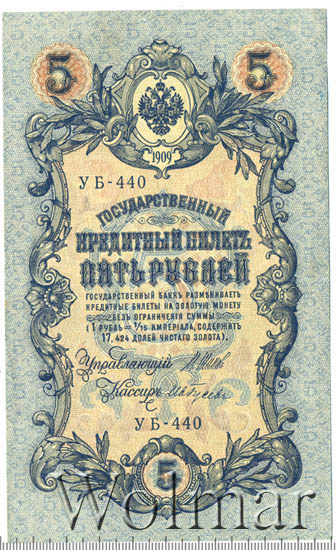 5 5
1909
УБ-440
ГОСУДАРСТВЕННЫЙ
КРЕДИТНЫЙ БИЛЕТЪ
ПЯТЬ РУБЛЕЙ
ГОСУДАРСТВЕННЫЙ БАНКЪ РАЗМѢНИВАЕТЪ
КРЕДИТНЫЕ БИЛЕТЫ НА ЗОЛОТУЮ МОНЕТУ
БЕЗЪ ОГРАНИЧЕНІЯ СУММЫ
(1 РУБЛЬ = 1/15 ИМПЕРІАЛА, СОДЕРЖИТЪ
17,424 ДОЛЕЙ ЧИСТАГО ЗОЛОТА).
Управляющій
Кассиръ
УБ-440
5
Wolmar